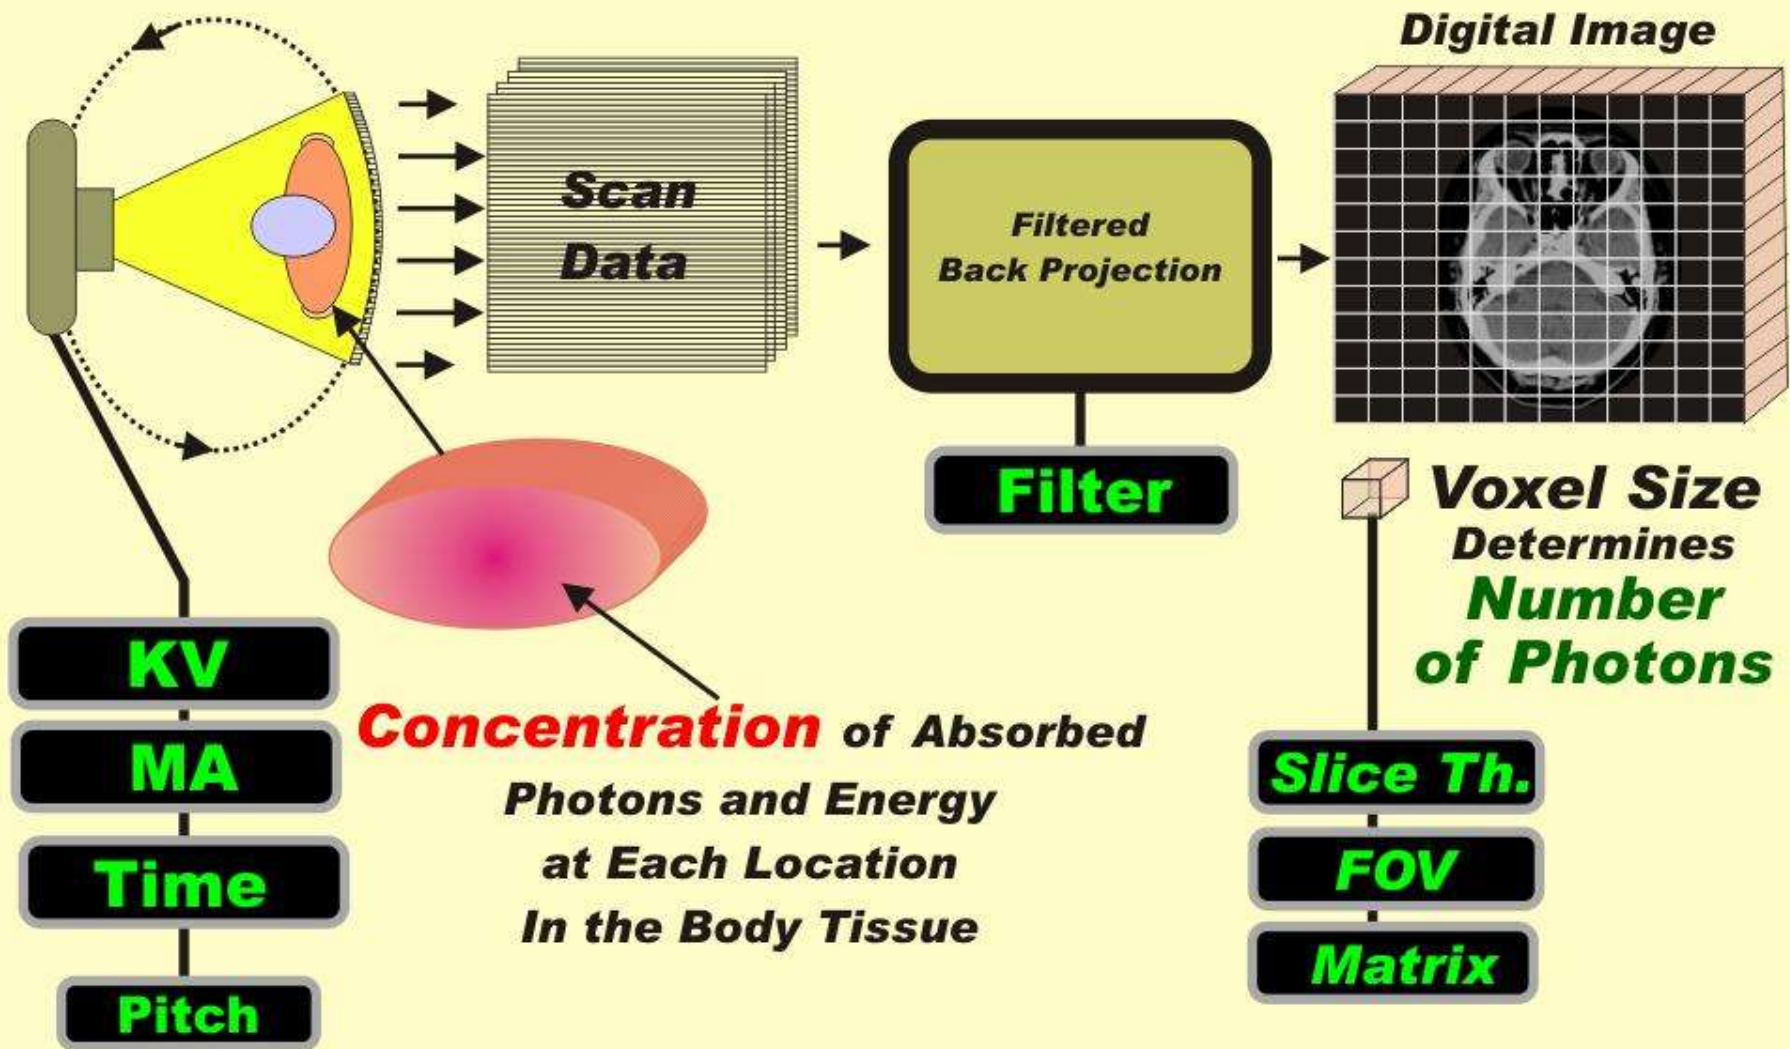 Digital Image
Scan
Data
Filtered
Back Projection
Filter
Voxel Size
Determines
Number
of Photons
KV
MA
Time
Pitch
Concentration of Absorbed
Photons and Energy
at Each Location
In the Body Tissue
Slice Th.
FOV
Matrix